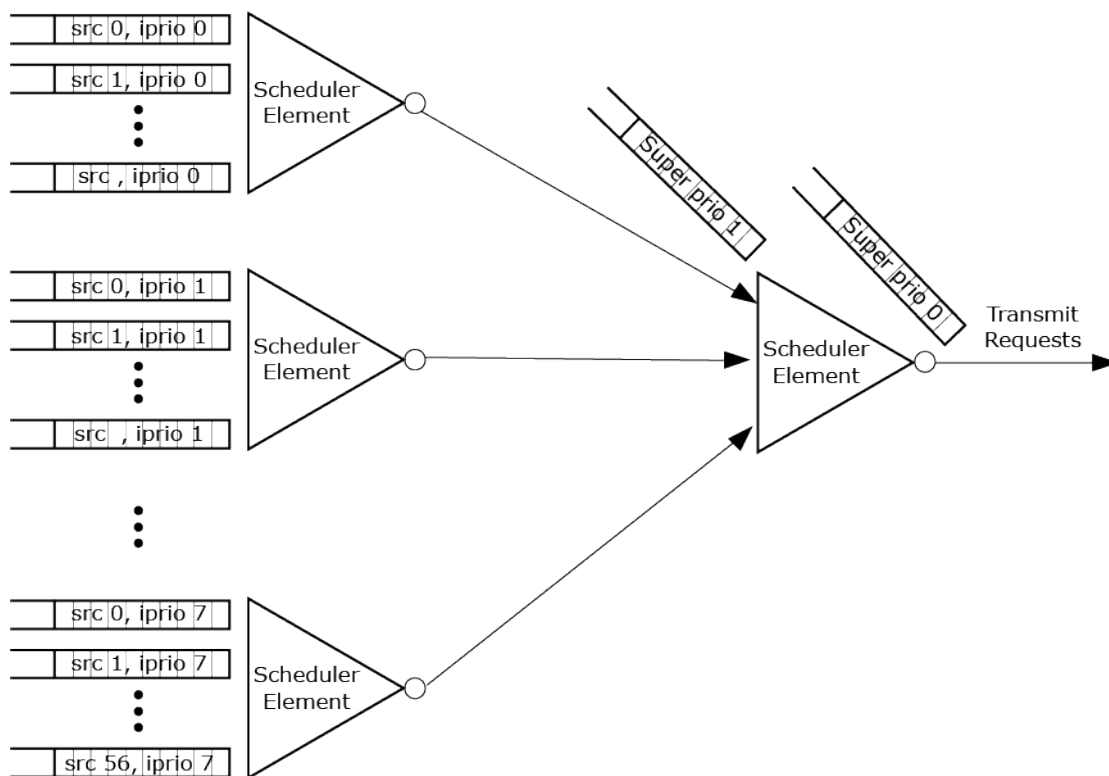 src 0, iprio 0
src 1, iprio 0
src , iprio 0
Scheduler
Element
src 0, iprio 1
src 1, iprio 1
src , iprio 1
Scheduler
Element
src 0, iprio 7
src 1, iprio 7
src 56, iprio 7
Scheduler
Element
Super prio 1
Super prio 0
Scheduler
Element
Transmit
Requests